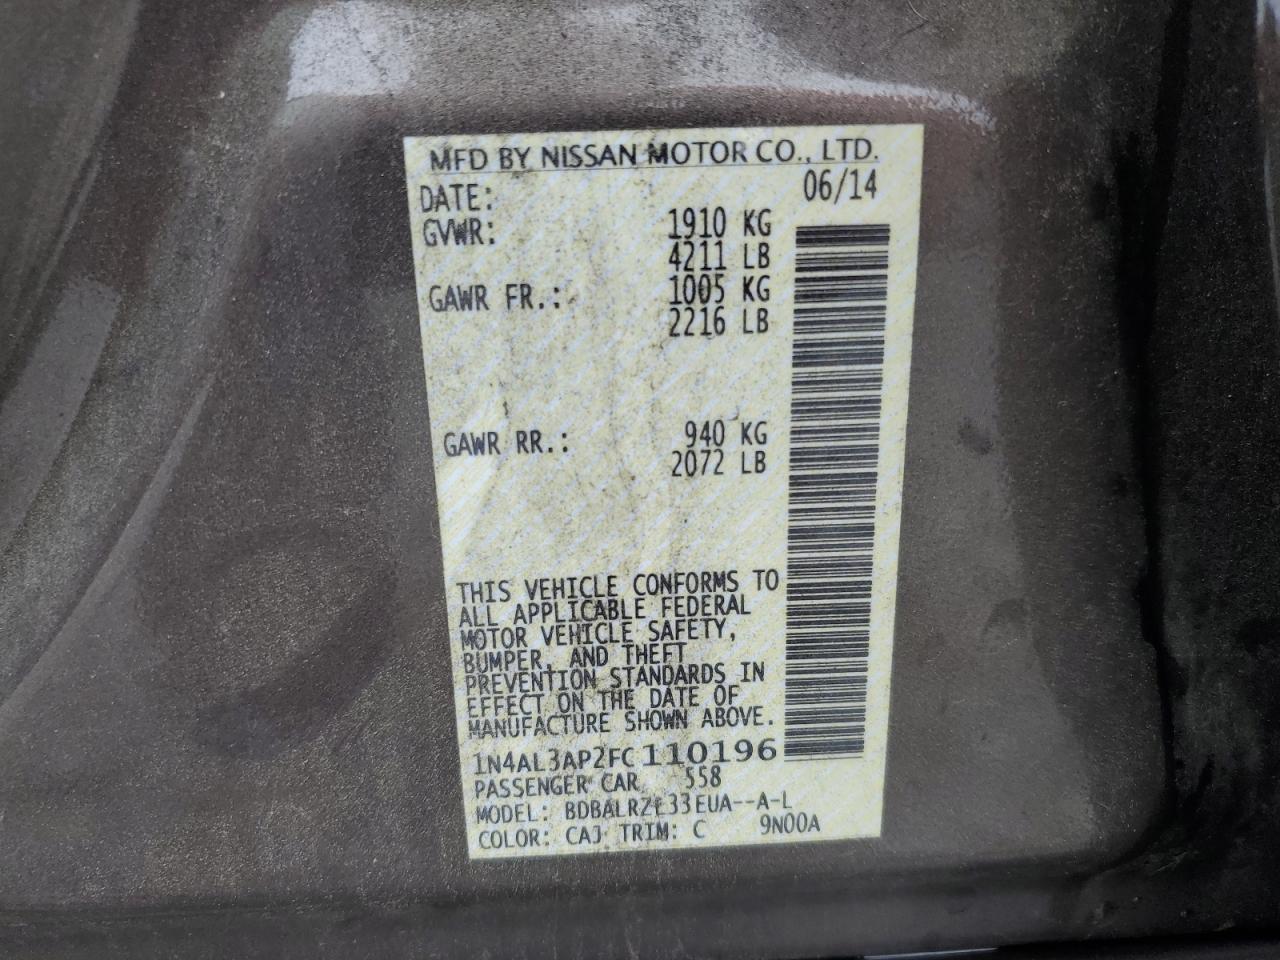 MFD BY NISSAN MOTOR CO., LTD.
DATE: 06/14
GVWR: 1910 KG
4211 LB
GAWR FR.: 1005 KG
2216 LB
GAWR RR.: 940 KG
2072 LB
THIS VEHICLE CONFORMS TO
ALL APPLICABLE FEDERAL
MOTOR VEHICLE SAFETY,
BUMPER, AND THEFT
PREVENTION STANDARDS IN
EFFECT ON THE DATE OF
MANUFACTURE SHOWN ABOVE.
1N4AL3AP2FC110196
PASSENGER CAR 558
MODEL: BDBALRZL33EUA--A-L
COLOR: CAJ TRIM: C 9N00A